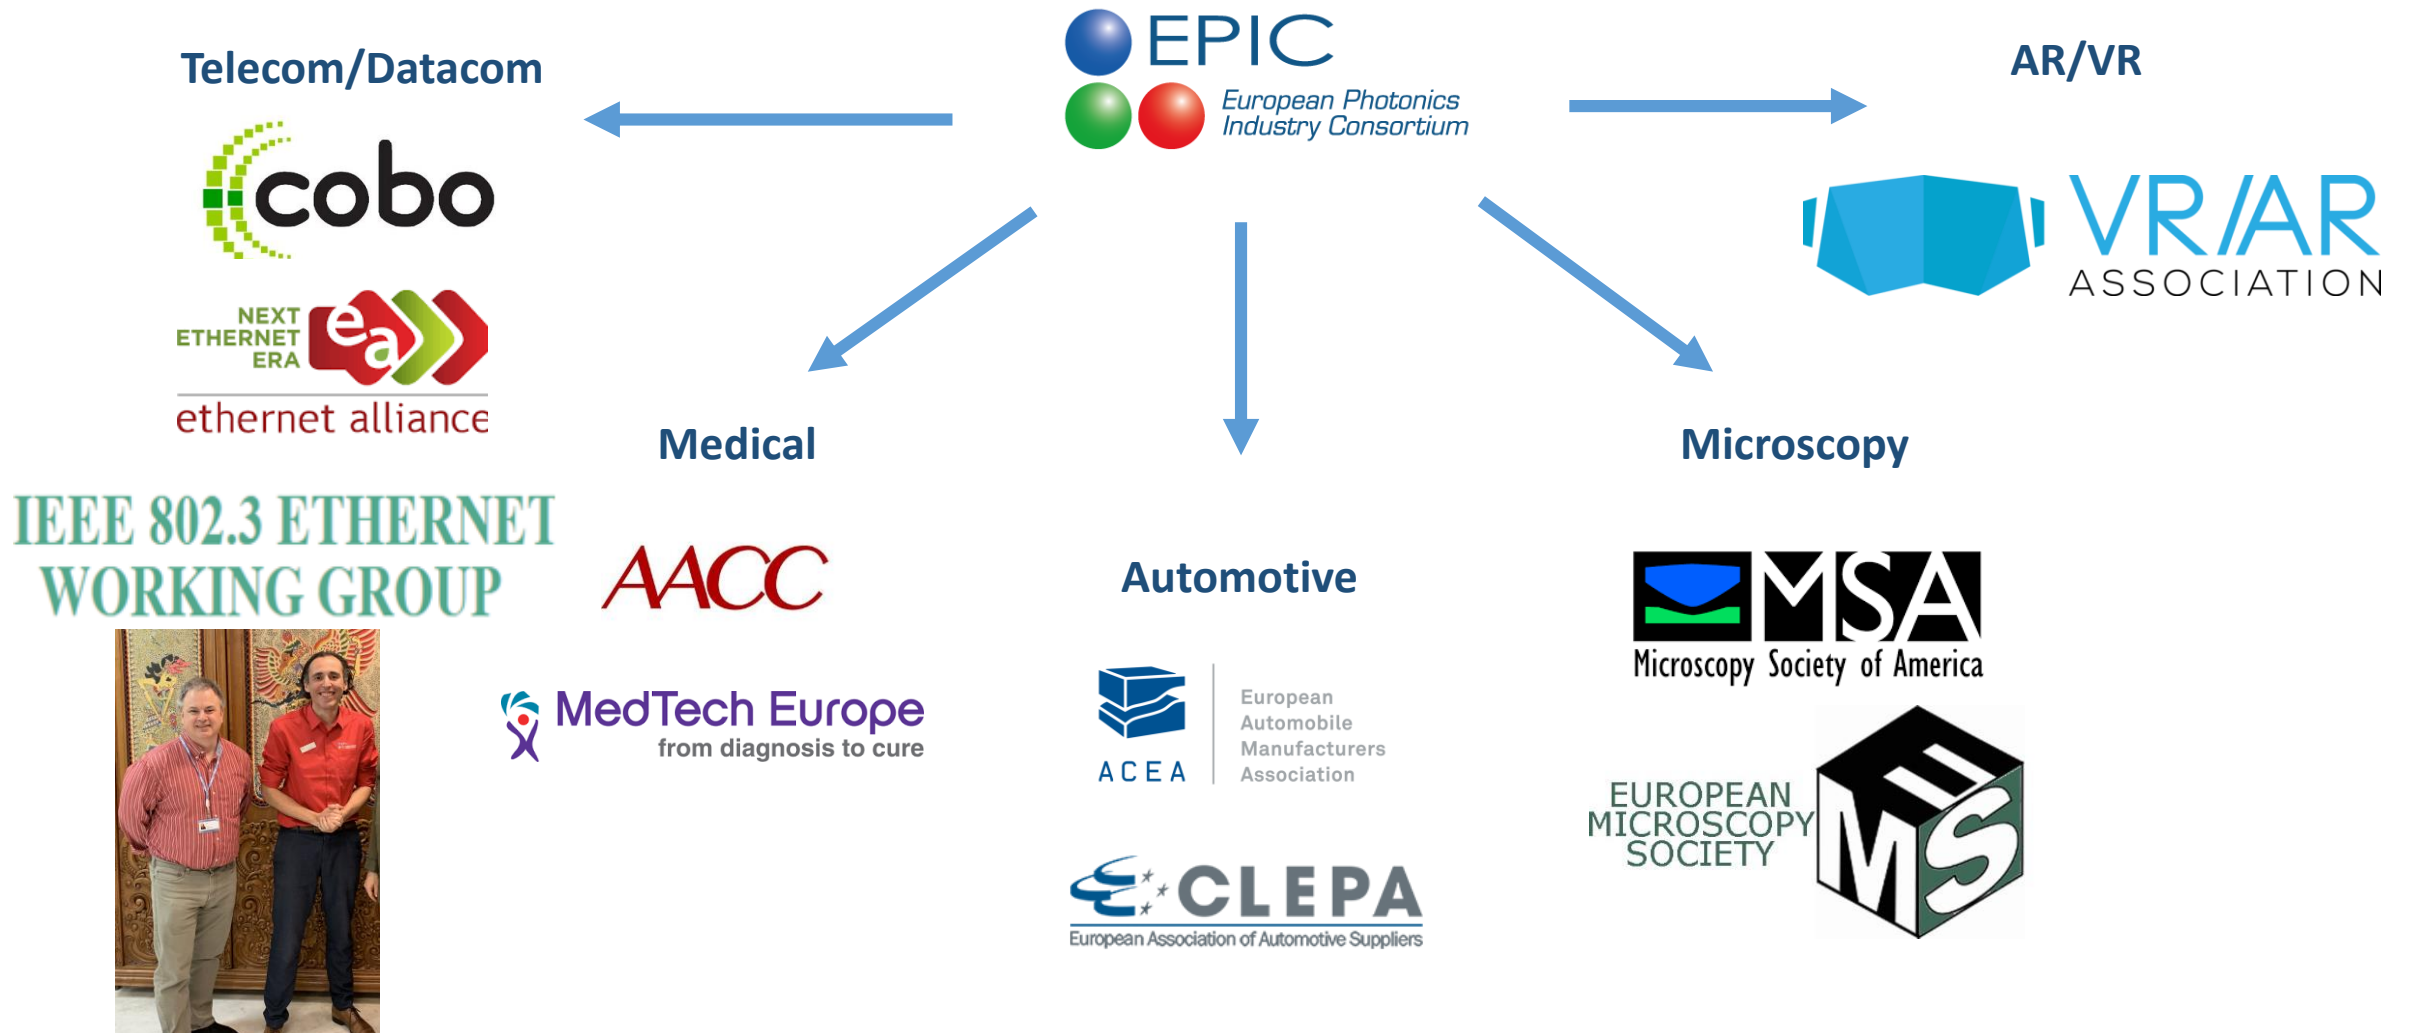 EPIC
European Photonics
Industry Consortium
Telecom/Datacom
cobo
NEXT
ETHERNET
ERA
ea
ethernet alliance
IEEE 802.3 ETHERNET
WORKING GROUP
Medical
AACC
MedTech Europe
from diagnosis to cure
Automotive
ACEA
European
Automobile
Manufacturers
Association
CLEPA
European Association of Automotive Suppliers
Microscopy
MSA
Microscopy Society of America
EUROPEAN
MICROSCOPY
SOCIETY
EMS
AR/VR
VR/AR
ASSOCIATION